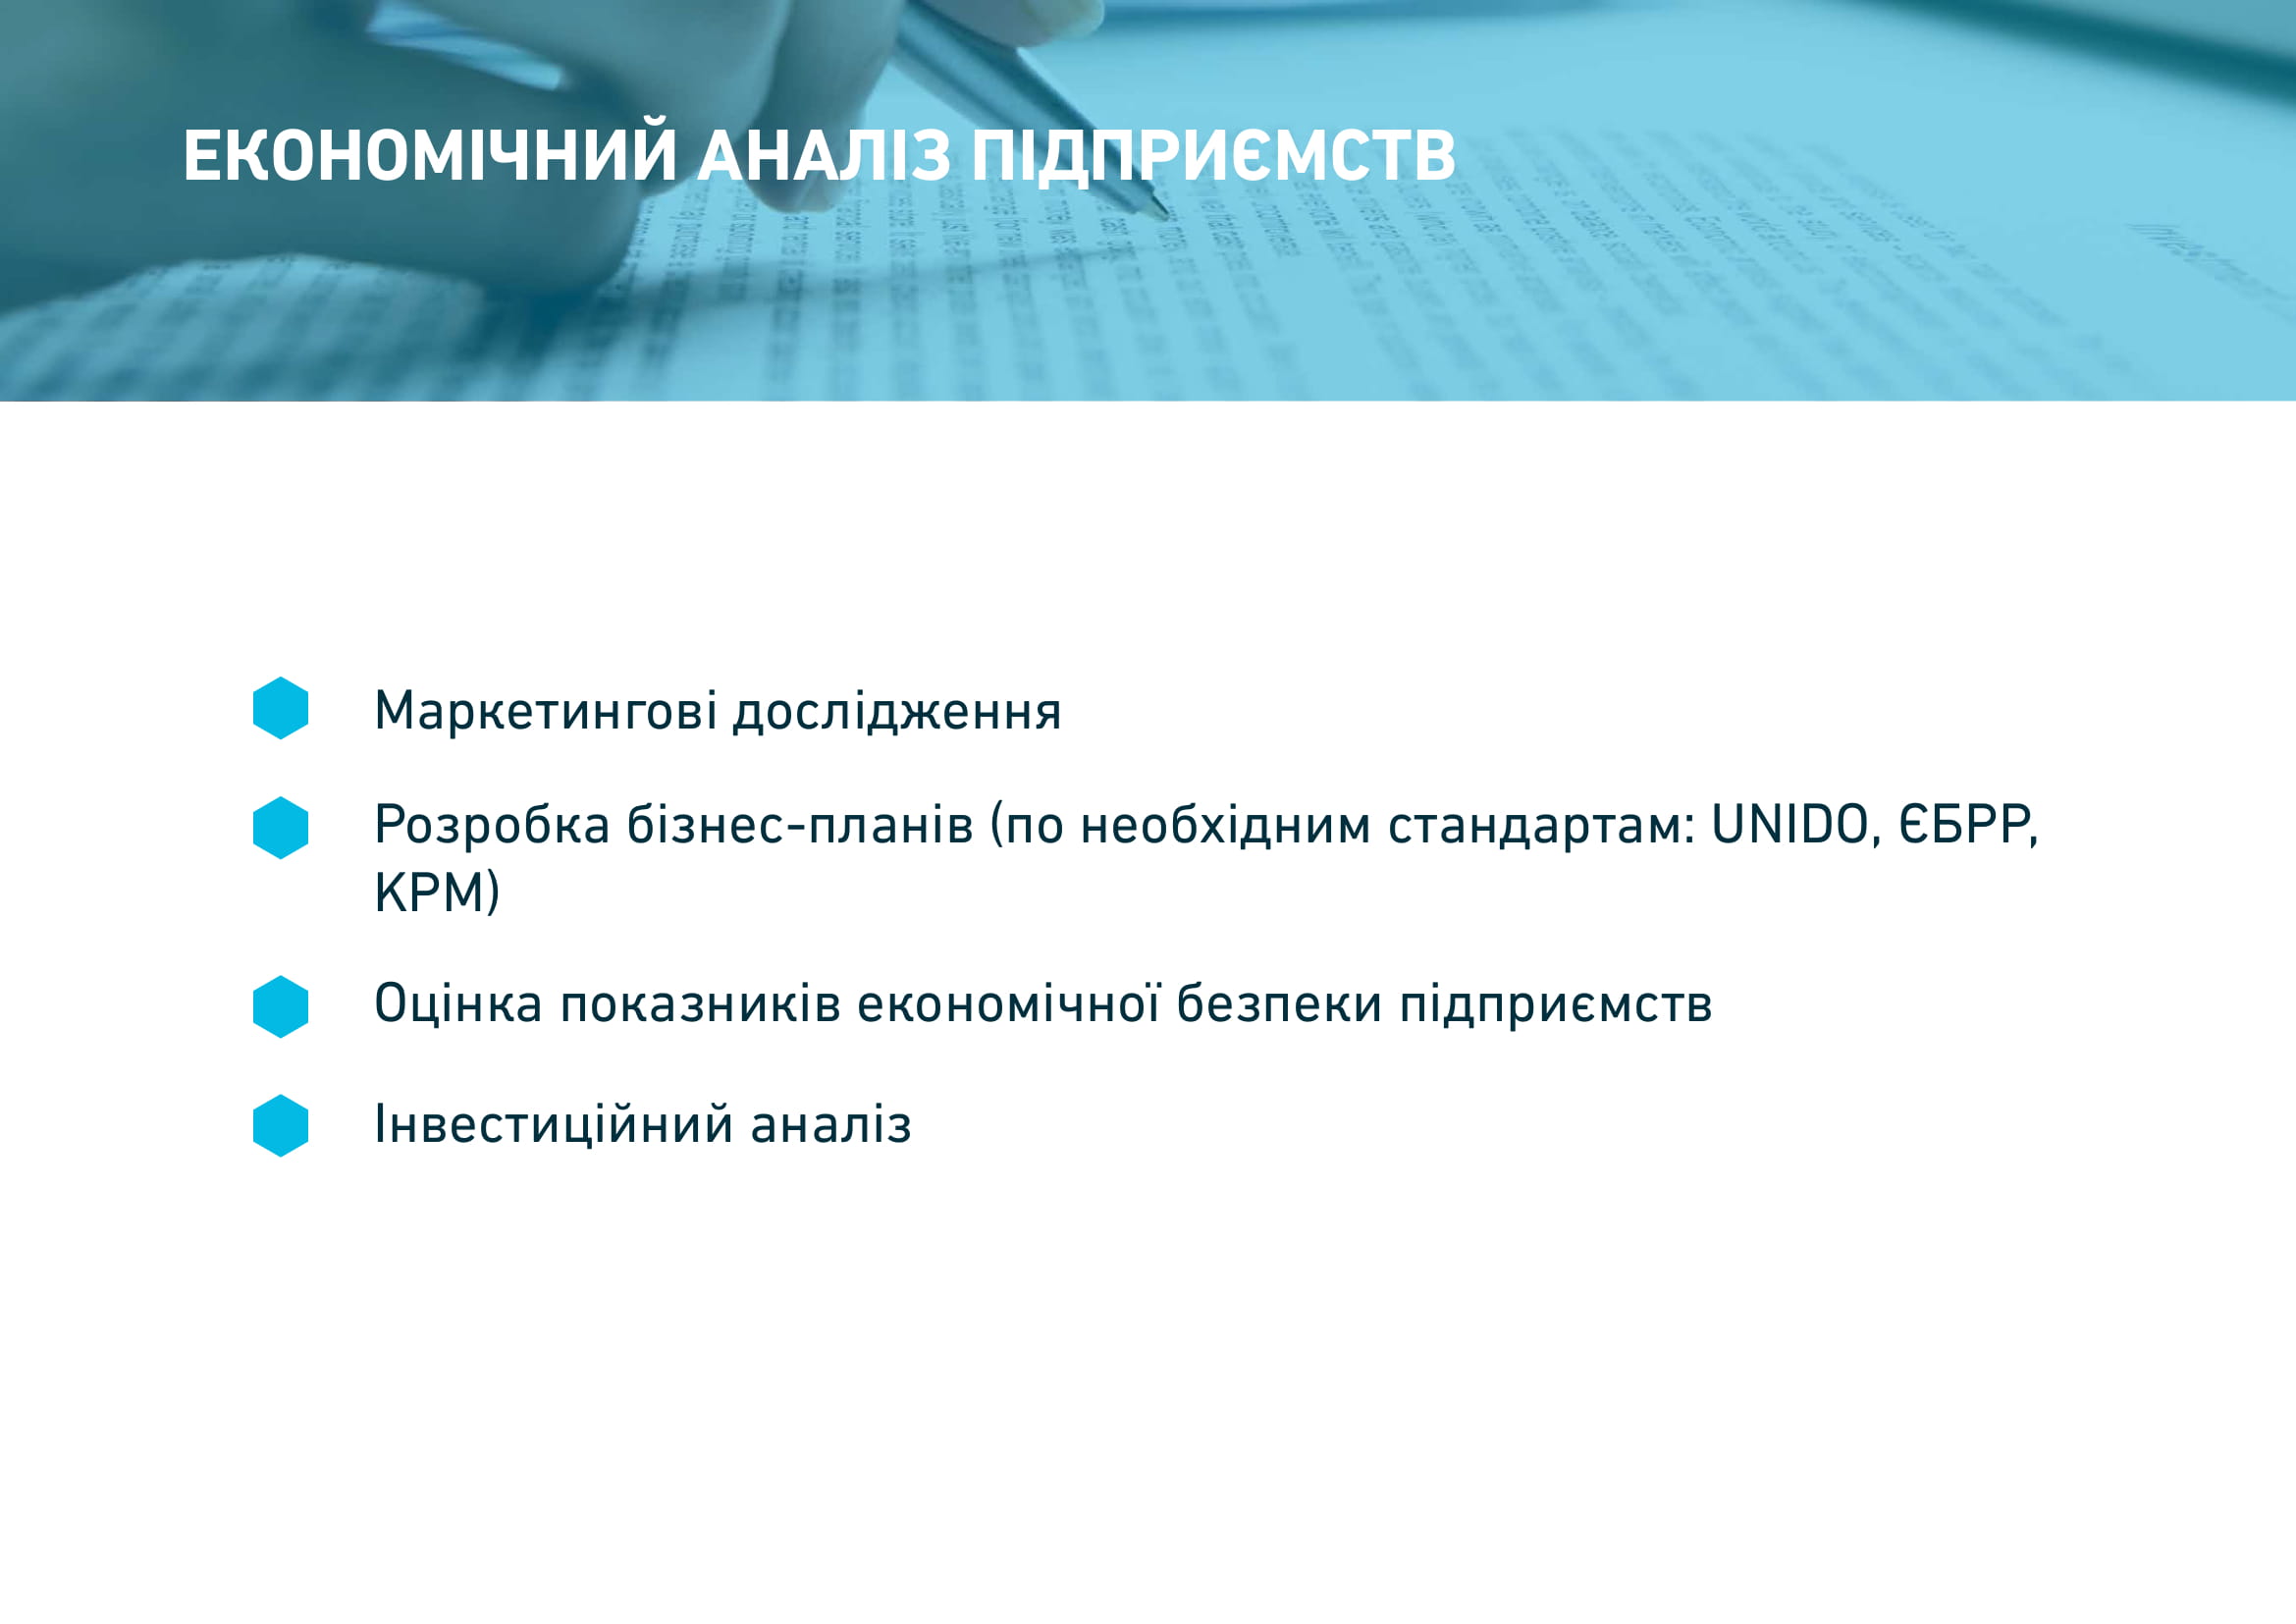 ЕКОНОМІЧНИЙ АНАЛІЗ ПІДПРИЄМСТВ
Маркетингові дослідження
Розробка бізнес-планів (по необхідним стандартам: UNIDO, ЄБРР,
KPM)
Оцінка показників економічної безпеки підприємств
Інвестиційний аналіз